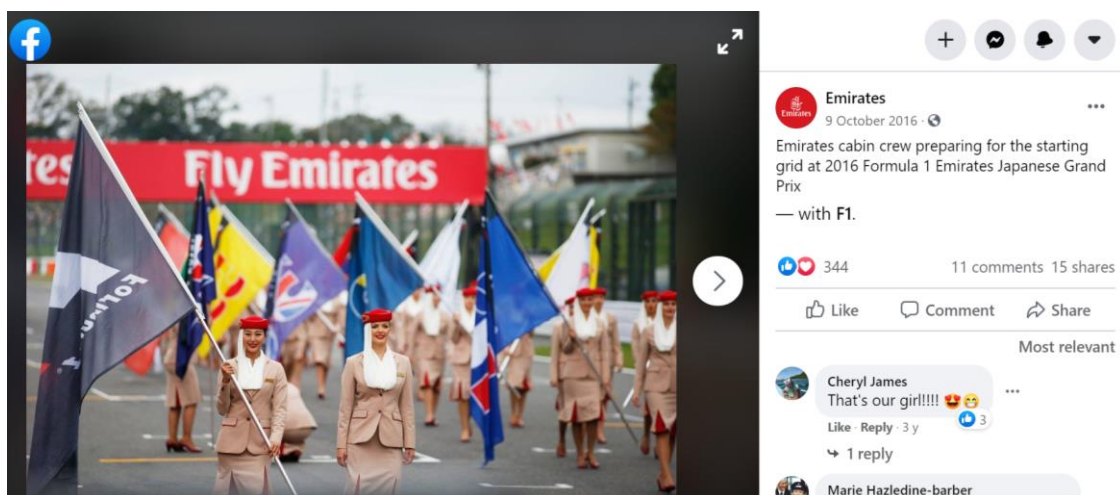 tes
Fly Emirates
FORMUL
Emirates
Emirates
9 October 2016 ·
Emirates cabin crew preparing for the starting
grid at 2016 Formula 1 Emirates Japanese Grand
Prix
— with F1.
344
11 comments 15 shares
Like Comment Share
Most relevant
Cheryl James
That's our girl!!!!! 😍😁
3
Like · Reply · 3 y
1 reply
Marie Hazledine-barber